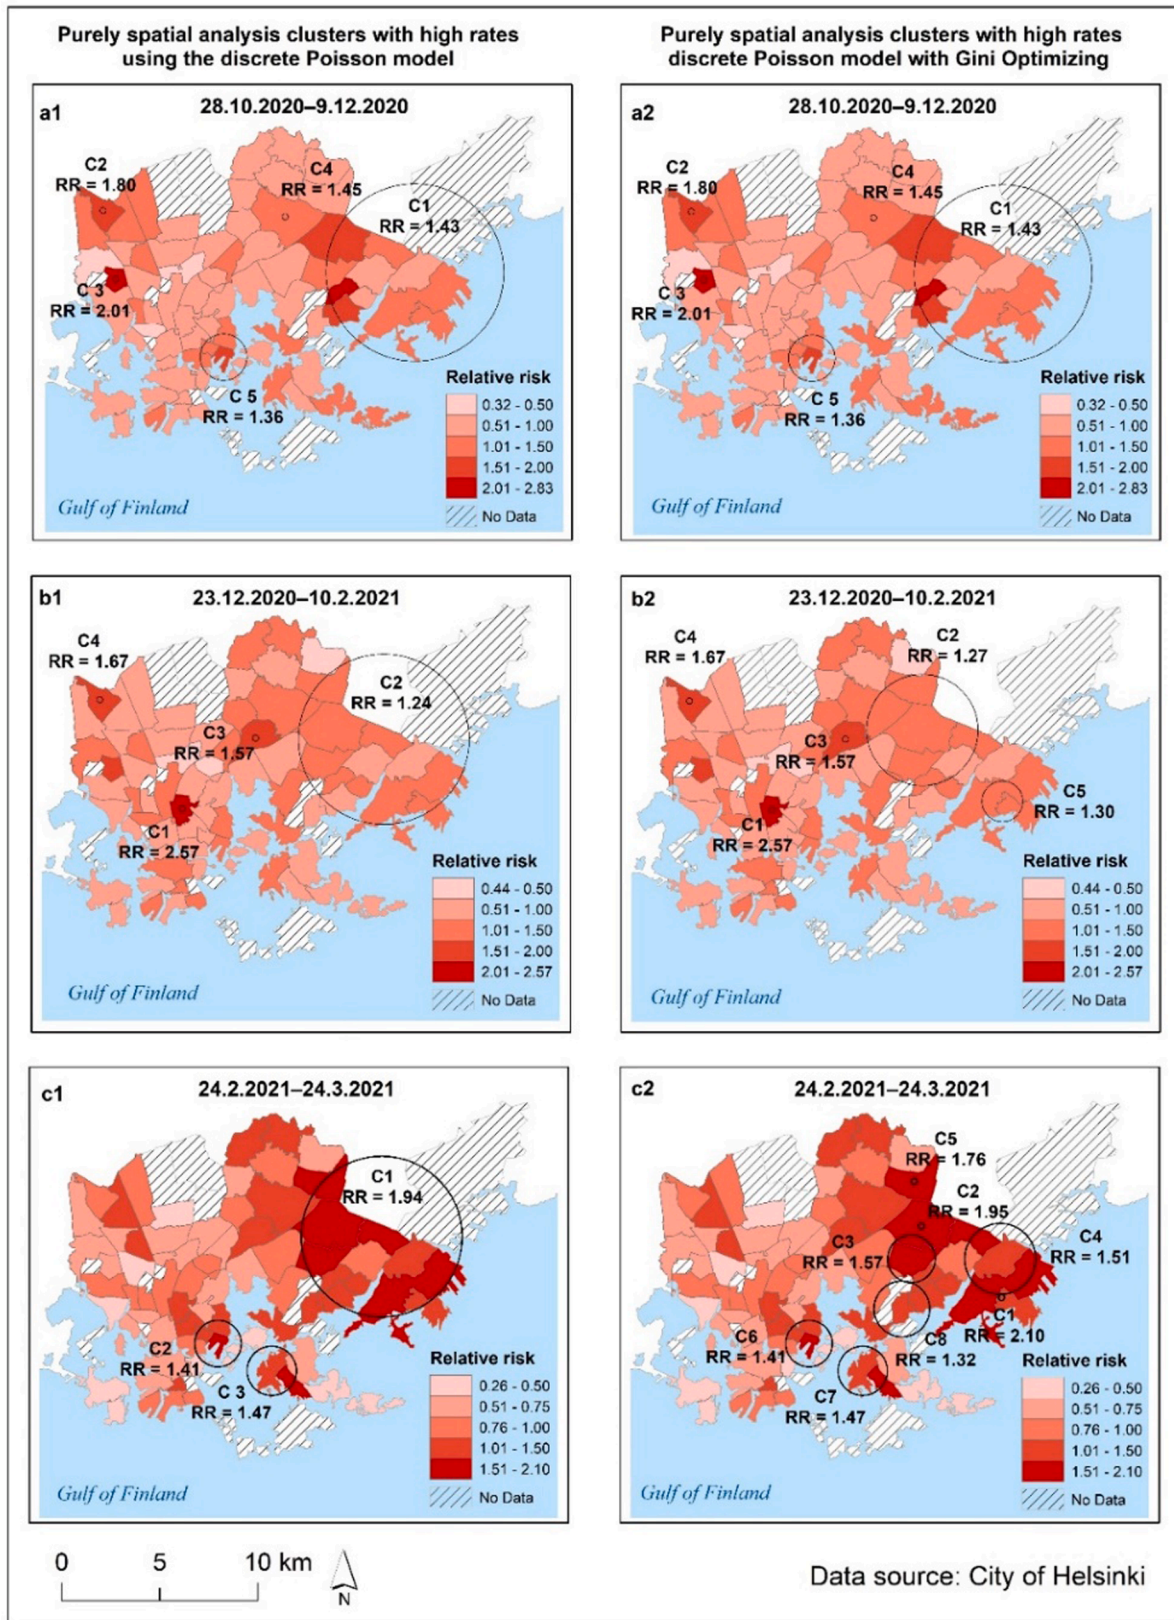 Purely spatial analysis clusters with high rates
using the discrete Poisson model
Purely spatial analysis clusters with high rates
discrete Poisson model with Gini Optimizing
a1
28.10.2020–9.12.2020
C2
RR = 1.80
C4
RR = 1.45
C1
RR = 1.43
C 3
RR = 2.01
C 5
RR = 1.36
Relative risk
0.32 - 0.50
0.51 - 1.00
1.01 - 1.50
1.51 - 2.00
2.01 - 2.83
No Data
Gulf of Finland
a2
28.10.2020–9.12.2020
C2
RR = 1.80
C4
RR = 1.45
C1
RR = 1.43
C 3
RR = 2.01
C 5
RR = 1.36
Relative risk
0.32 - 0.50
0.51 - 1.00
1.01 - 1.50
1.51 - 2.00
2.01 - 2.83
No Data
Gulf of Finland
b1
23.12.2020–10.2.2021
C4
RR = 1.67
C2
RR = 1.24
C3
RR = 1.57
C1
RR = 2.57
Relative risk
0.44 - 0.50
0.51 - 1.00
1.01 - 1.50
1.51 - 2.00
2.01 - 2.57
No Data
Gulf of Finland
b2
23.12.2020–10.2.2021
C4
RR = 1.67
C2
RR = 1.27
C3
RR = 1.57
C5
RR = 1.30
C1
RR = 2.57
Relative risk
0.44 - 0.50
0.51 - 1.00
1.01 - 1.50
1.51 - 2.00
2.01 - 2.57
No Data
Gulf of Finland
c1
24.2.2021–24.3.2021
C1
RR = 1.94
C2
RR = 1.41
C 3
RR = 1.47
Relative risk
0.26 - 0.50
0.51 - 0.75
0.76 - 1.00
1.01 - 1.50
1.51 - 2.10
No Data
Gulf of Finland
c2
24.2.2021–24.3.2021
C5
RR = 1.76
C2
RR = 1.95
C3
RR = 1.57
C4
RR = 1.51
C1
RR = 2.10
C6
RR = 1.41
C8
RR = 1.32
C7
RR = 1.47
Relative risk
0.26 - 0.50
0.51 - 0.75
0.76 - 1.00
1.01 - 1.50
1.51 - 2.10
No Data
Gulf of Finland
0 5 10 km
N
Data source: City of Helsinki